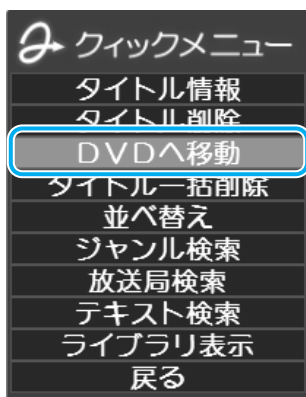 クイックメニュー
タイトル情報
タイトル削除
DVDへ移動
タイトル一括削除
並べ替え
ジャンル検索
放送局検索
テキスト検索
ライブラリ表示
戻る